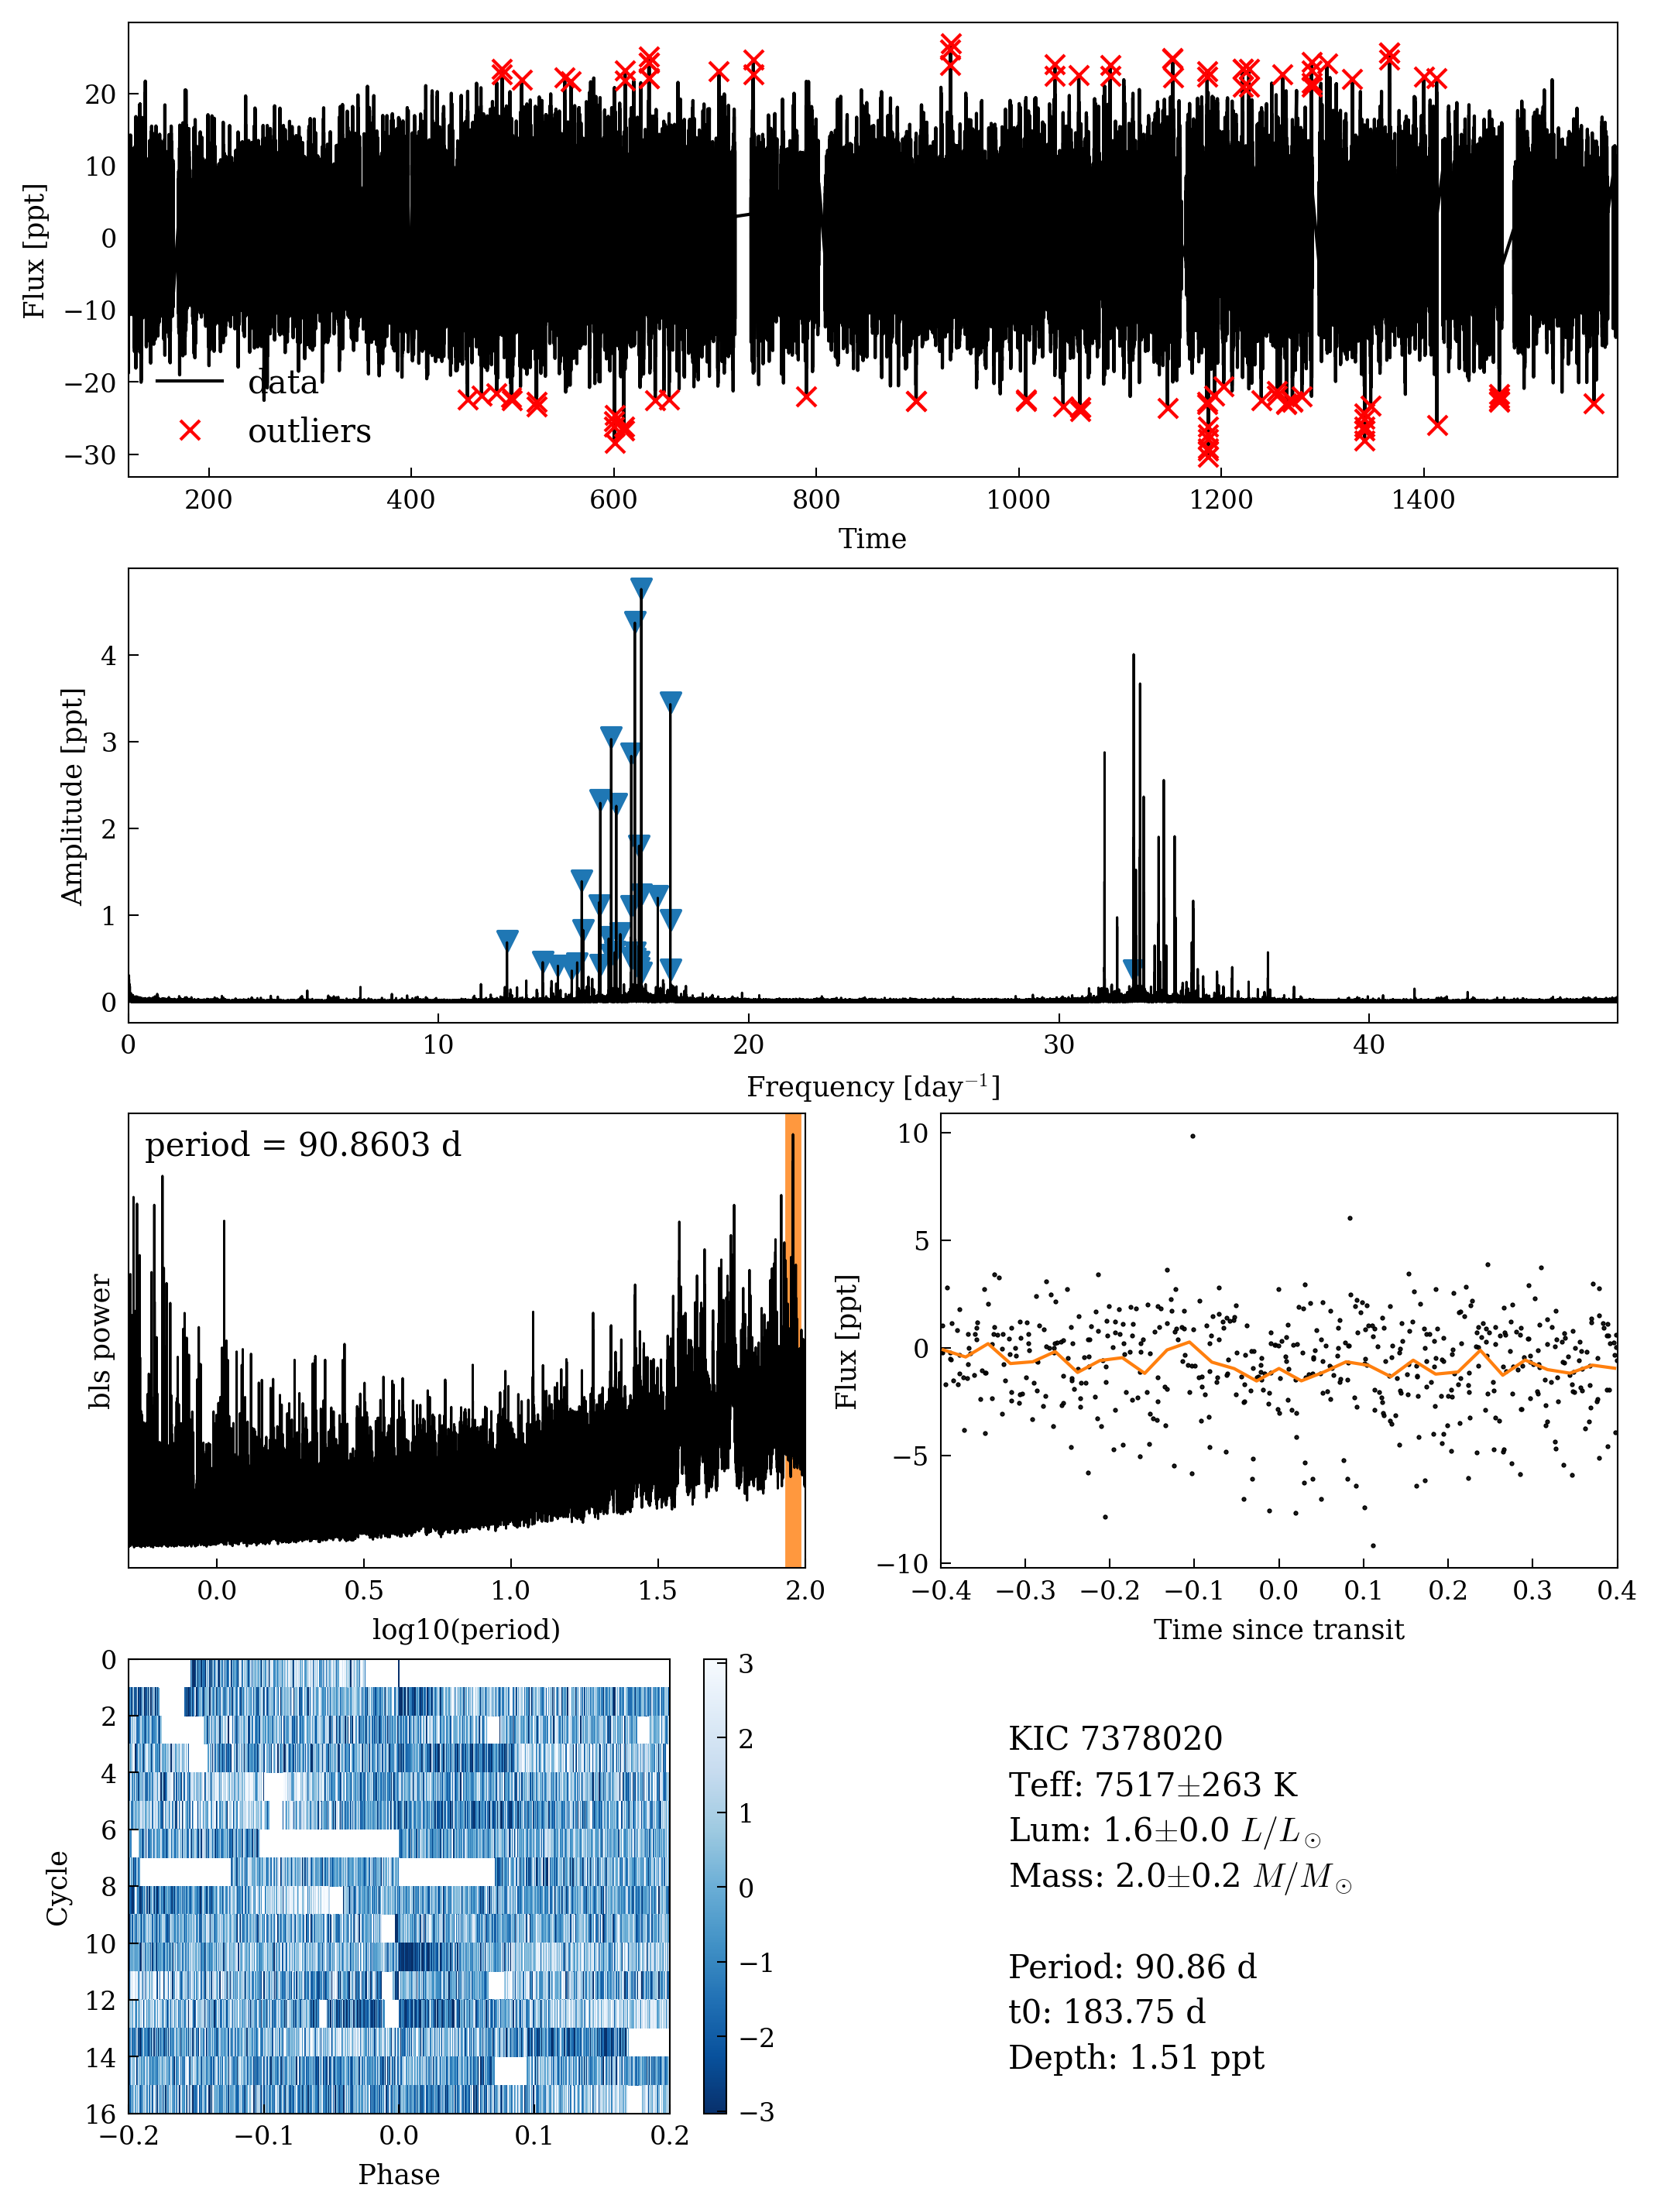 20
10
0
−10
−20
−30
Flux [ppt]
data
outliers
200 400 600 800 1000 1200 1400
Time
4
3
2
1
0
Amplitude [ppt]
0 10 20 30 40
Frequency [day⁻¹]
period = 90.8603 d
bls power
0.0 0.5 1.0 1.5 2.0
log10(period)
10
5
0
−5
−10
Flux [ppt]
−0.4 −0.3 −0.2 −0.1 0.0 0.1 0.2 0.3 0.4
Time since transit
0
2
4
6
8
10
12
14
16
Cycle
−0.2 −0.1 0.0 0.1 0.2
Phase
3
2
1
0
−1
−2
−3
KIC 7378020
Teff: 7517±263 K
Lum: 1.6±0.0 L/L☉
Mass: 2.0±0.2 M/M☉
Period: 90.86 d
t0: 183.75 d
Depth: 1.51 ppt